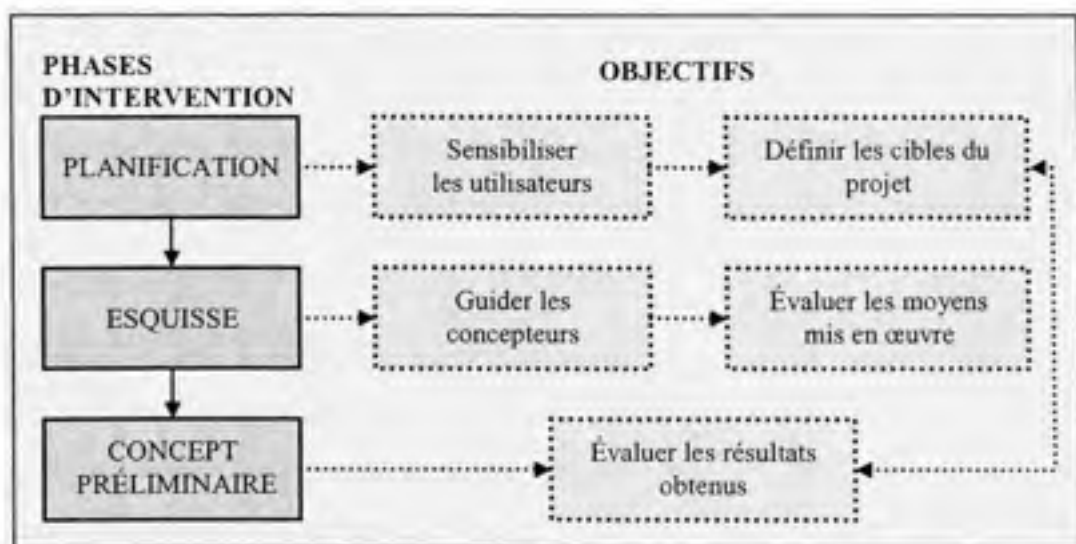 PHASES
D'INTERVENTION
OBJECTIFS
PLANIFICATION
Sensibiliser
les utilisateurs
Définir les cibles du
projet
ESQUISSE
Guider les
concepteurs
Évaluer les moyens
mis en œuvre
CONCEPT
PRÉLIMINAIRE
Évaluer les résultats
obtenus